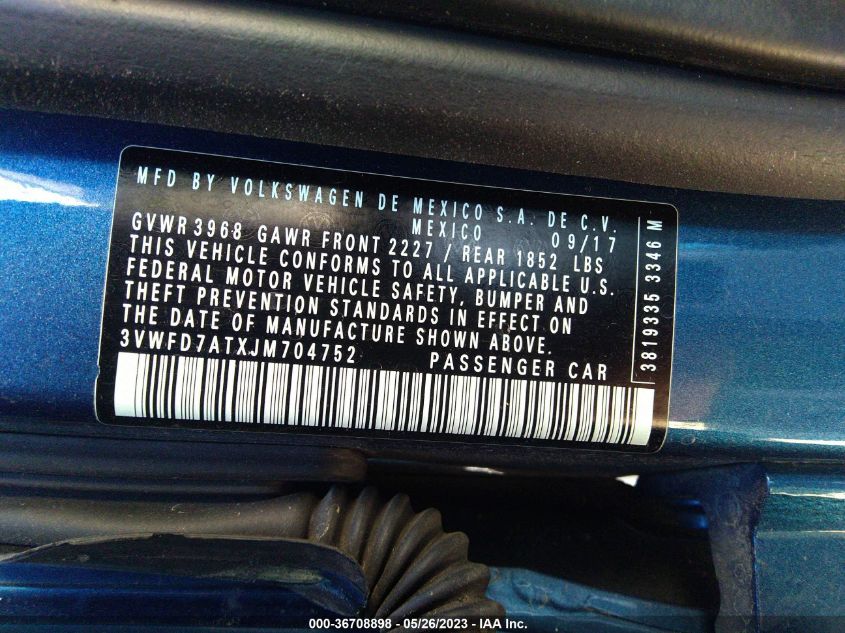 MFD BY VOLKSWAGEN DE MEXICO S.A. DE C.V.
MEXICO 09/17
GVWR 3968 GAWR FRONT 2227 / REAR 1852 LBS
THIS VEHICLE CONFORMS TO ALL APPLICABLE U.S.
FEDERAL MOTOR VEHICLE SAFETY, BUMPER AND
THEFT PREVENTION STANDARDS IN EFFECT ON
THE DATE OF MANUFACTURE SHOWN ABOVE.
3VWFD7ATXJM704752 PASSENGER CAR
3819335 3346 M
000-36708898 - 05/26/2023 - IAA Inc.